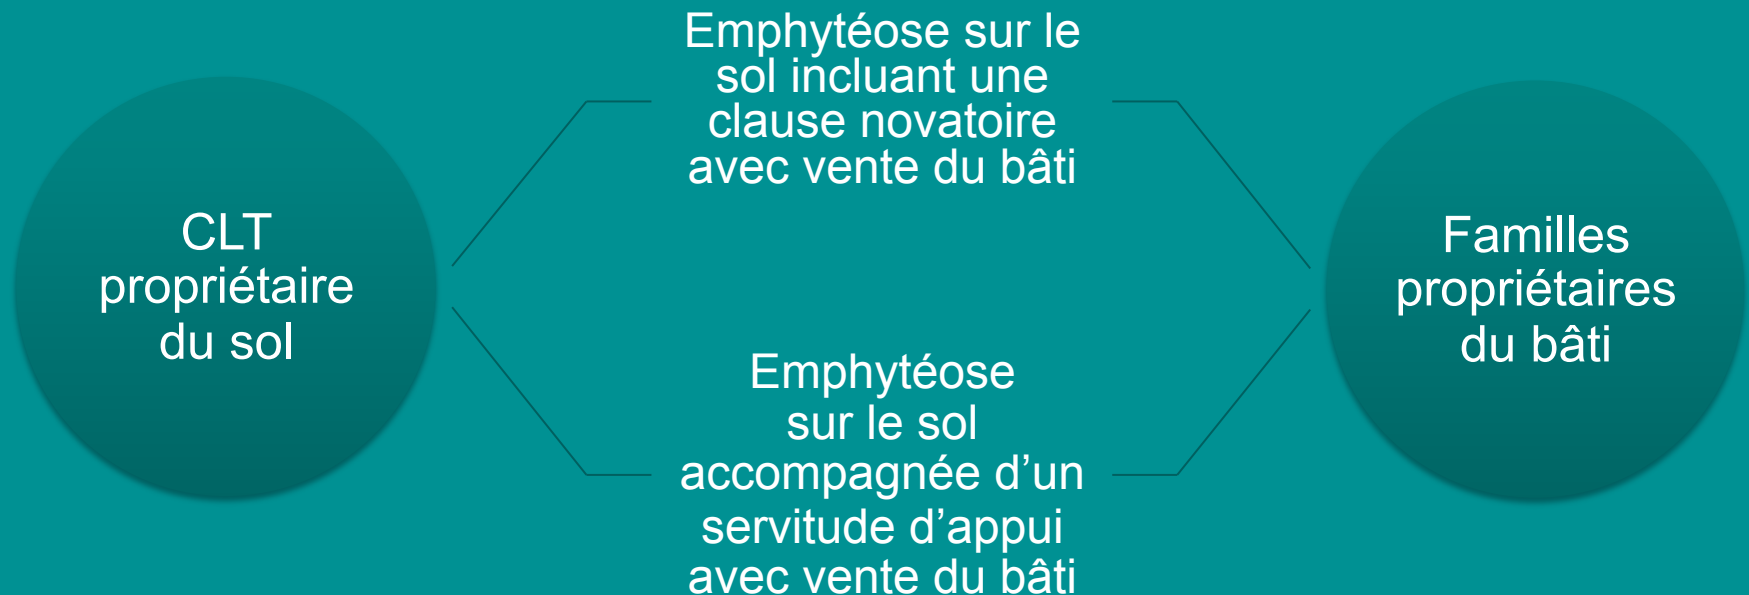 CLT
propriétaire
du sol
Emphytéose sur le
sol incluant une
clause novatoire
avec vente du bâti
Emphytéose
sur le sol
accompagnée d’un
servitude d’appui
avec vente du bâti
Familles
propriétaires
du bâti